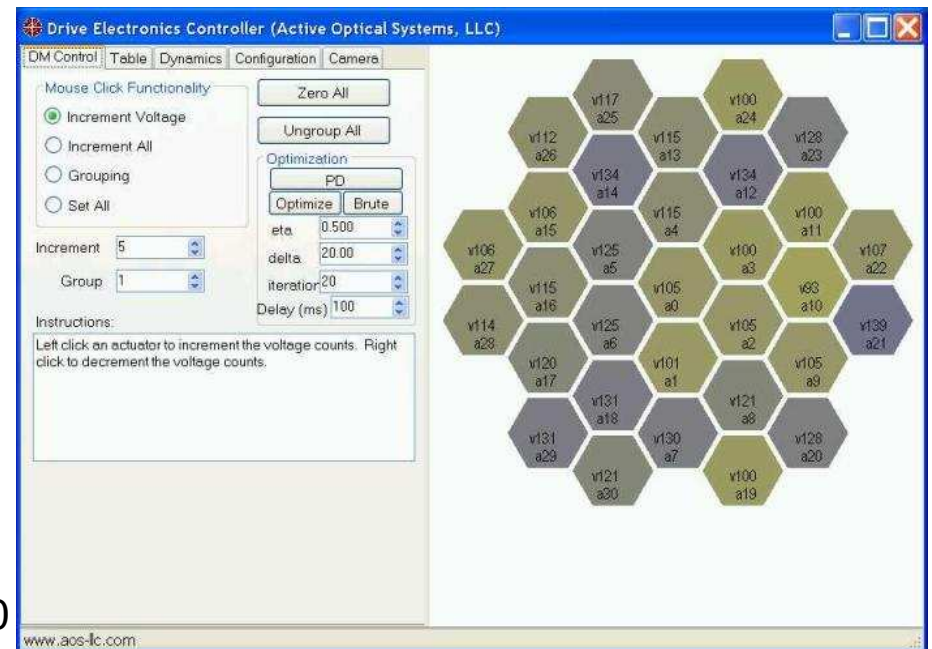 Drive Electronics Controller (Active Optical Systems, LLC)
DM Control Table Dynamics Configuration Camera
Mouse Click Functionality
Increment Voltage
Increment All
Grouping
Set All
Increment 5
Group 1
Zero All
Ungroup All
Optimization
PD
Optimize Brute
eta 0.500
delta 20.00
iteration 20
Delay (ms) 100
Instructions:
Left click an actuator to increment the voltage counts. Right
click to decrement the voltage counts.
v117
a25
v100
a24
v112
a26
v115
a13
v128
a23
v134
a14
v134
a12
v106
a15
v115
a4
v100
a11
v106
a27
v125
a5
v100
a3
v107
a22
v115
a16
v105
a0
v93
a10
v114
a28
v125
a6
v105
a2
v139
a21
v120
a17
v101
a1
v105
a9
v131
a18
v121
a8
v131
a29
v130
a7
v128
a20
v121
a30
v100
a19
www.aos-llc.com